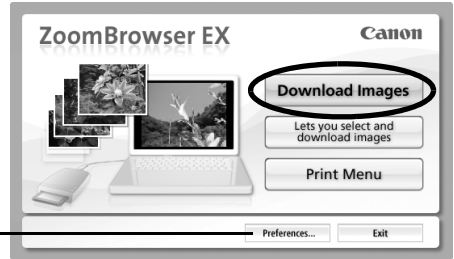 ZoomBrowser EX
Canon
Download Images
Lets you select and
download images
Print Menu
Preferences...
Exit